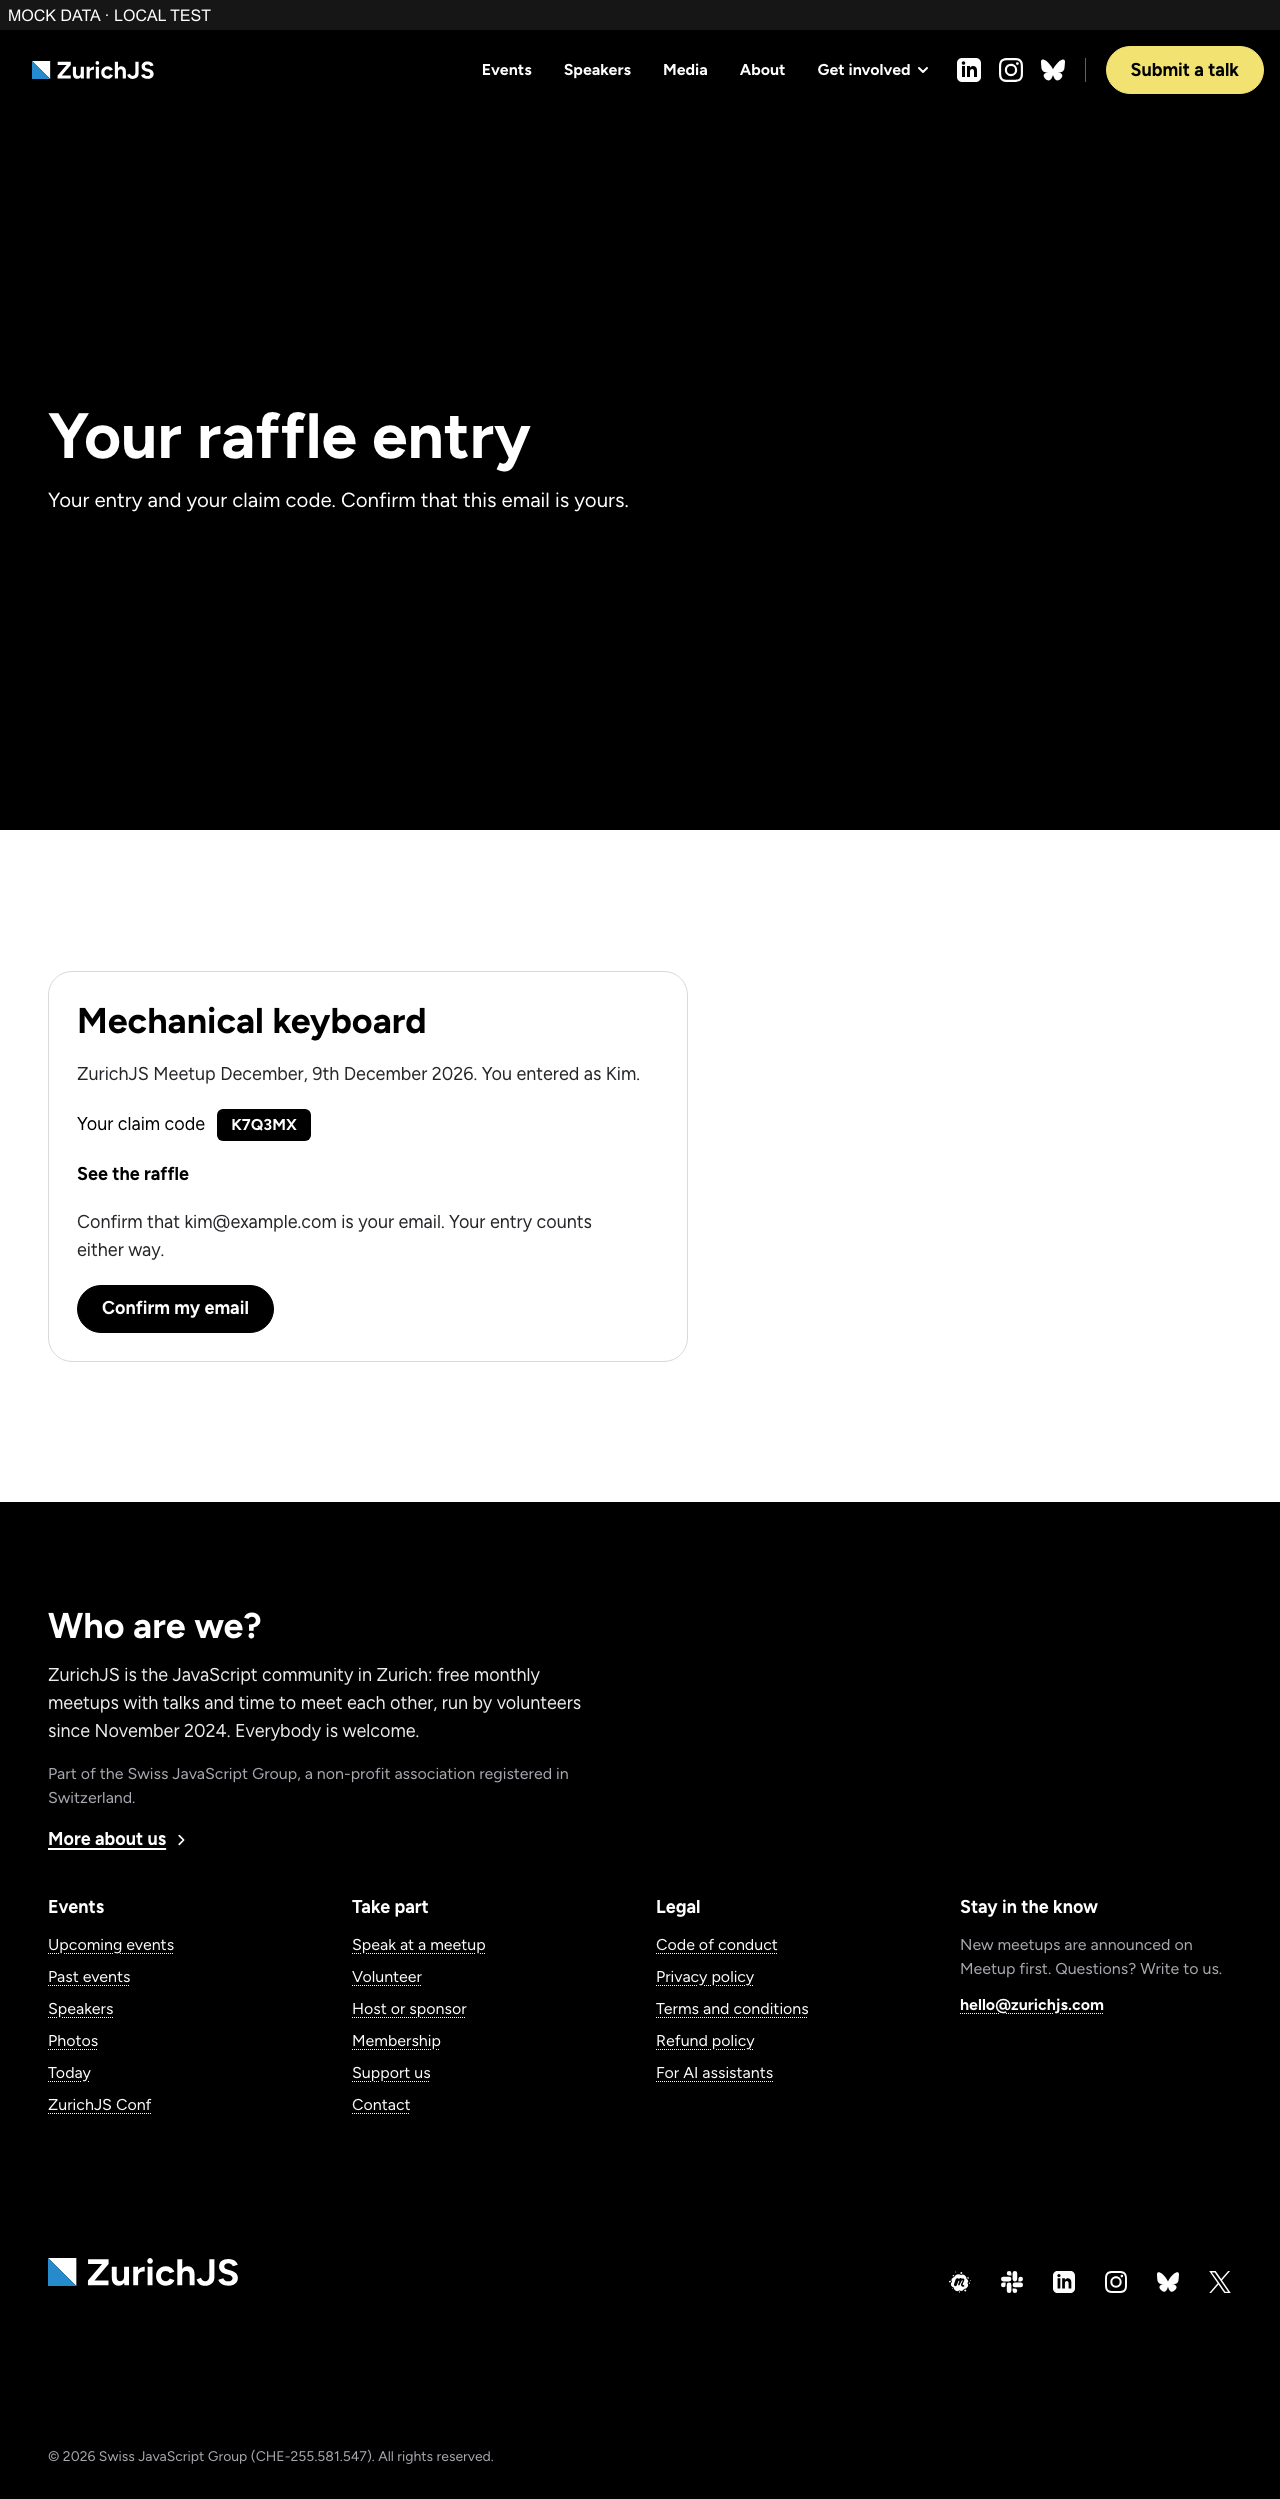 MOCK DATA · LOCAL TEST
ZurichJS
Events
Speakers
Media
About
Get involved
Submit a talk
Your raffle entry
Your entry and your claim code. Confirm that this email is yours.
Mechanical keyboard
ZurichJS Meetup December, 9th December 2026. You entered as Kim.
Your claim code K7Q3MX
See the raffle
Confirm that kim@example.com is your email. Your entry counts
either way.
Confirm my email
Who are we?
ZurichJS is the JavaScript community in Zurich: free monthly
meetups with talks and time to meet each other, run by volunteers
since November 2024. Everybody is welcome.
Part of the Swiss JavaScript Group, a non-profit association registered in
Switzerland.
More about us
Events
Upcoming events
Past events
Speakers
Photos
Today
ZurichJS Conf
Take part
Speak at a meetup
Volunteer
Host or sponsor
Membership
Support us
Contact
Legal
Code of conduct
Privacy policy
Terms and conditions
Refund policy
For AI assistants
Stay in the know
New meetups are announced on
Meetup first. Questions? Write to us.
hello@zurichjs.com
ZurichJS
© 2026 Swiss JavaScript Group (CHE-255.581.547). All rights reserved.